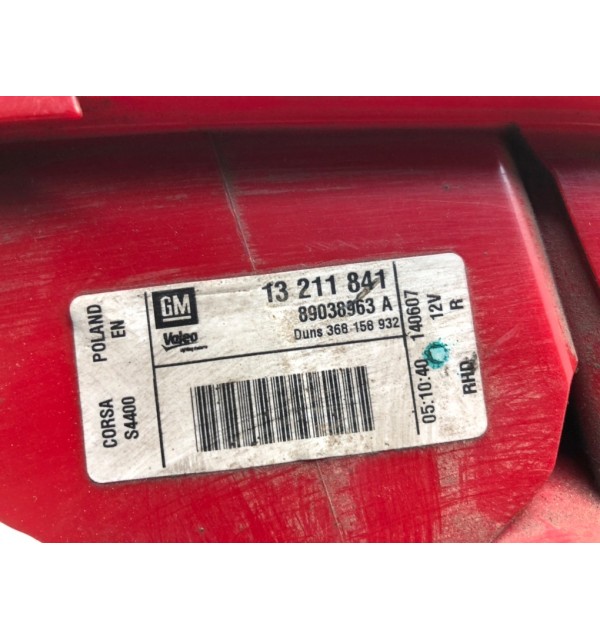 POLAND
EN
CORSA
S4400
GM
Valeo
13 211 841
89038963 A
Duns 368 156 932
05:10:40 140607
12V
RHD R